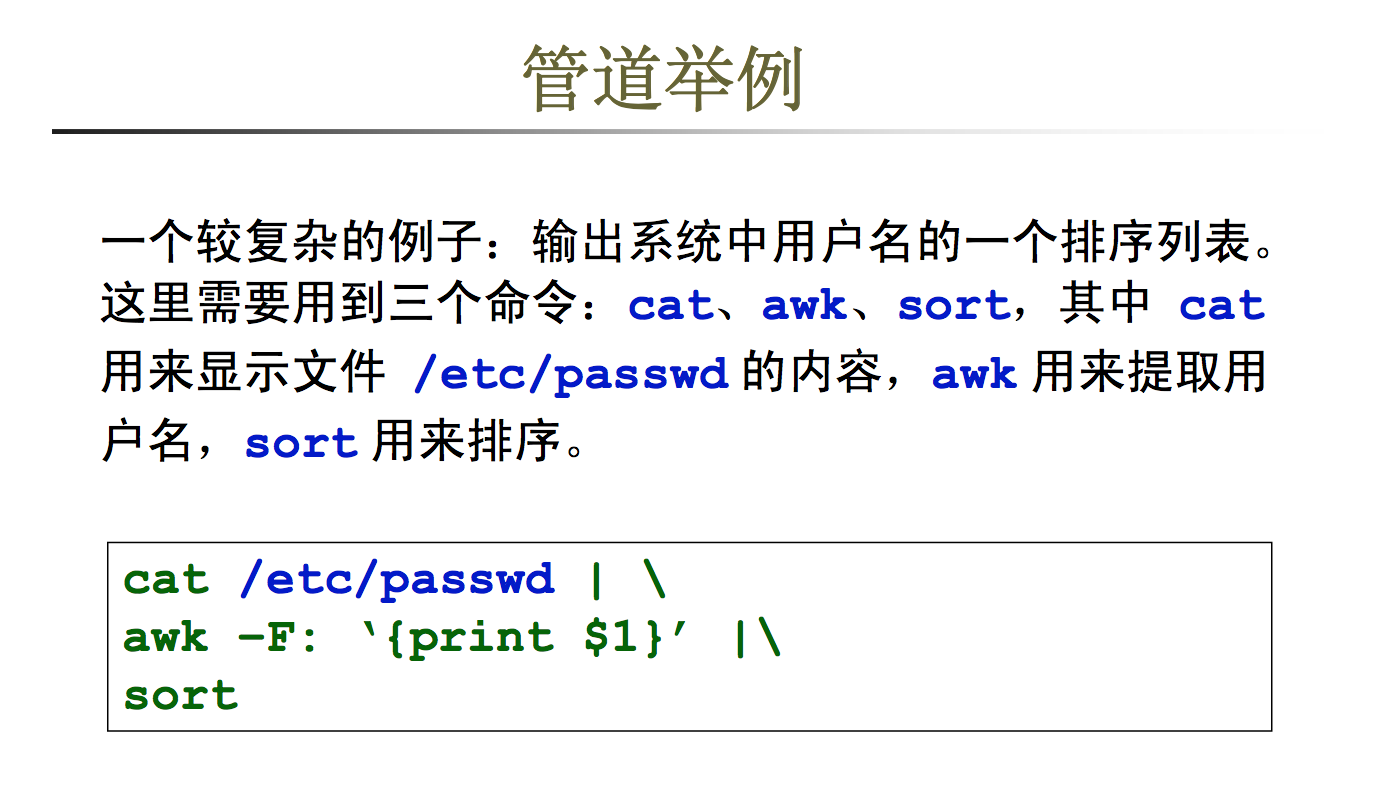 管道举例
一个较复杂的例子：输出系统中用户名的一个排序列表。
这里需要用到三个命令：cat、awk、sort，其中 cat
用来显示文件 /etc/passwd 的内容，awk 用来提取用
户名，sort 用来排序。
cat /etc/passwd | \
awk –F: ‘{print $1}’ |\
sort